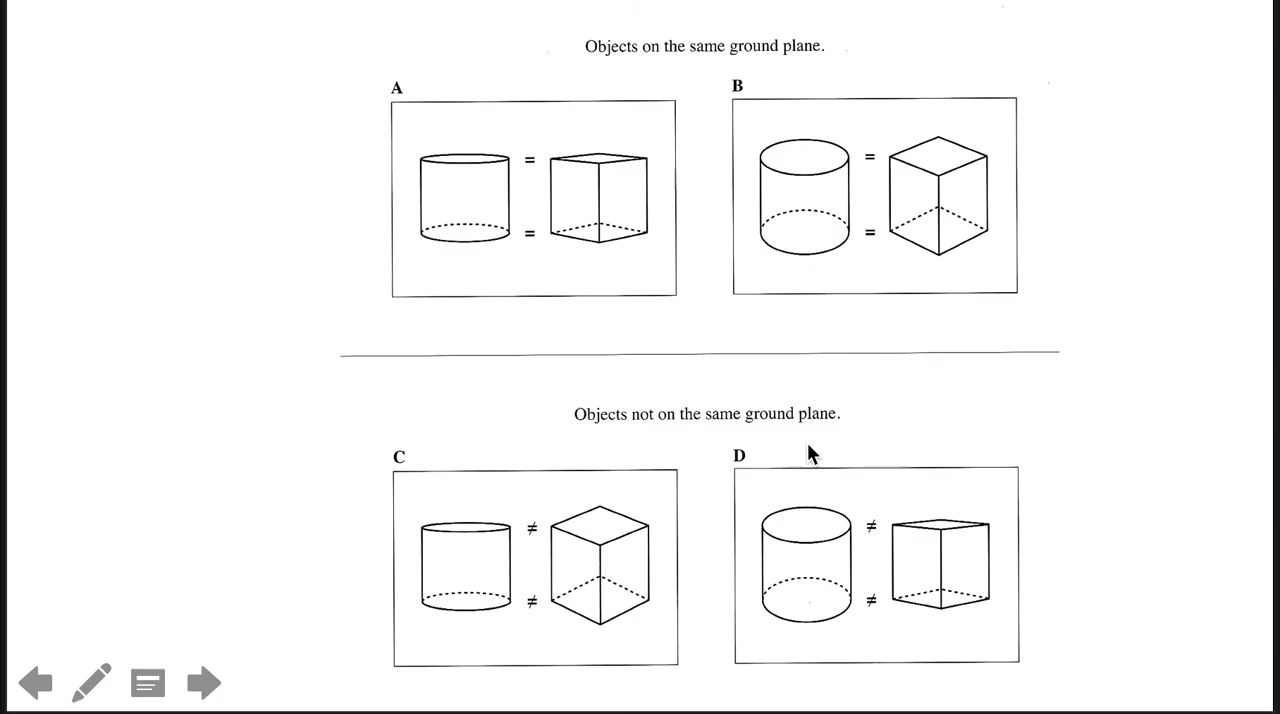 Objects on the same ground plane.
A
B
=
=
=
=
Objects not on the same ground plane.
C
D
≠
≠
≠
≠